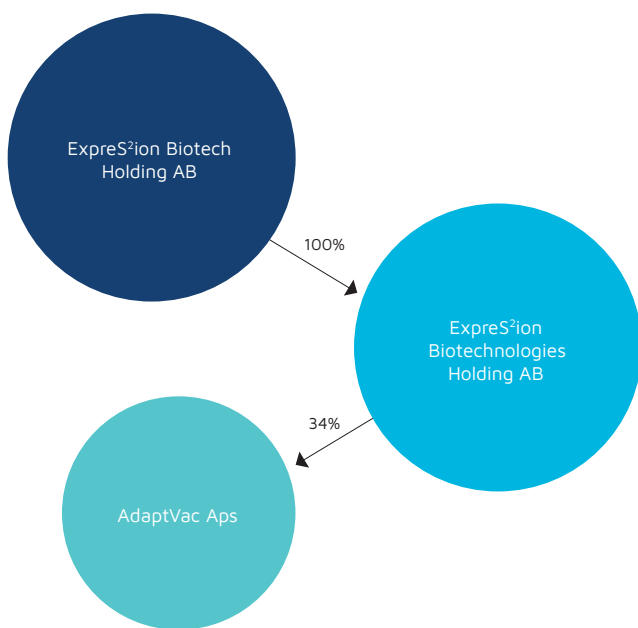 ExpreS²ion Biotech
Holding AB
100%
ExpreS²ion
Biotechnologies
Holding AB
34%
AdaptVac Aps